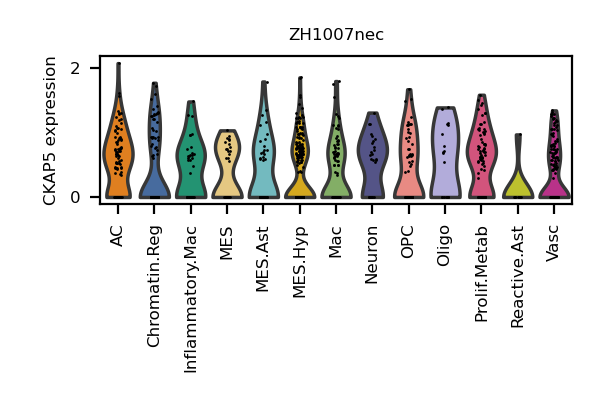 ZH1007nec
CKAP5 expression
2
0
AC
Chromatin.Reg
Inflammatory.Mac
MES
MES.Ast
MES.Hyp
Mac
Neuron
OPC
Oligo
Prolif.Metab
Reactive.Ast
Vasc